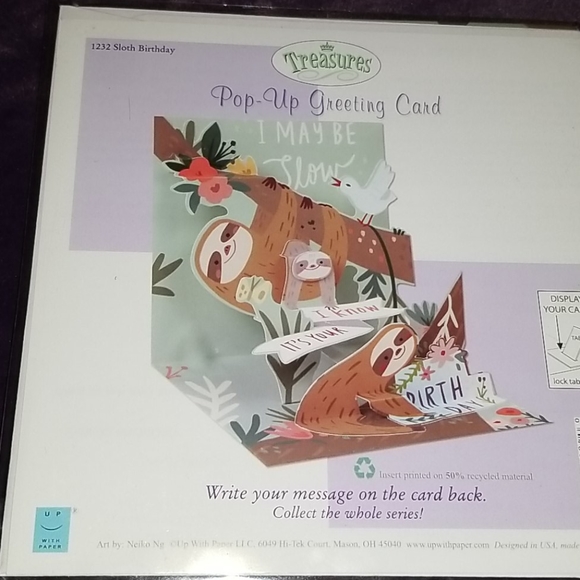 1232 Sloth Birthday
Treasures
Pop-Up Greeting Card
I MAY BE
Slow
I KNOW
IT'S YOUR
BIRTH
DAY
DISPLAY
YOUR CA
TA
lock tab
Insert printed on 50% recycled material
Write your message on the card back.
Collect the whole series!
UP
WITH
PAPER
Art by: Neiko Ng ©Up With Paper LLC, 6049 Hi-Tek Court, Mason, OH 45040 www.upwithpaper.com Designed in USA, made